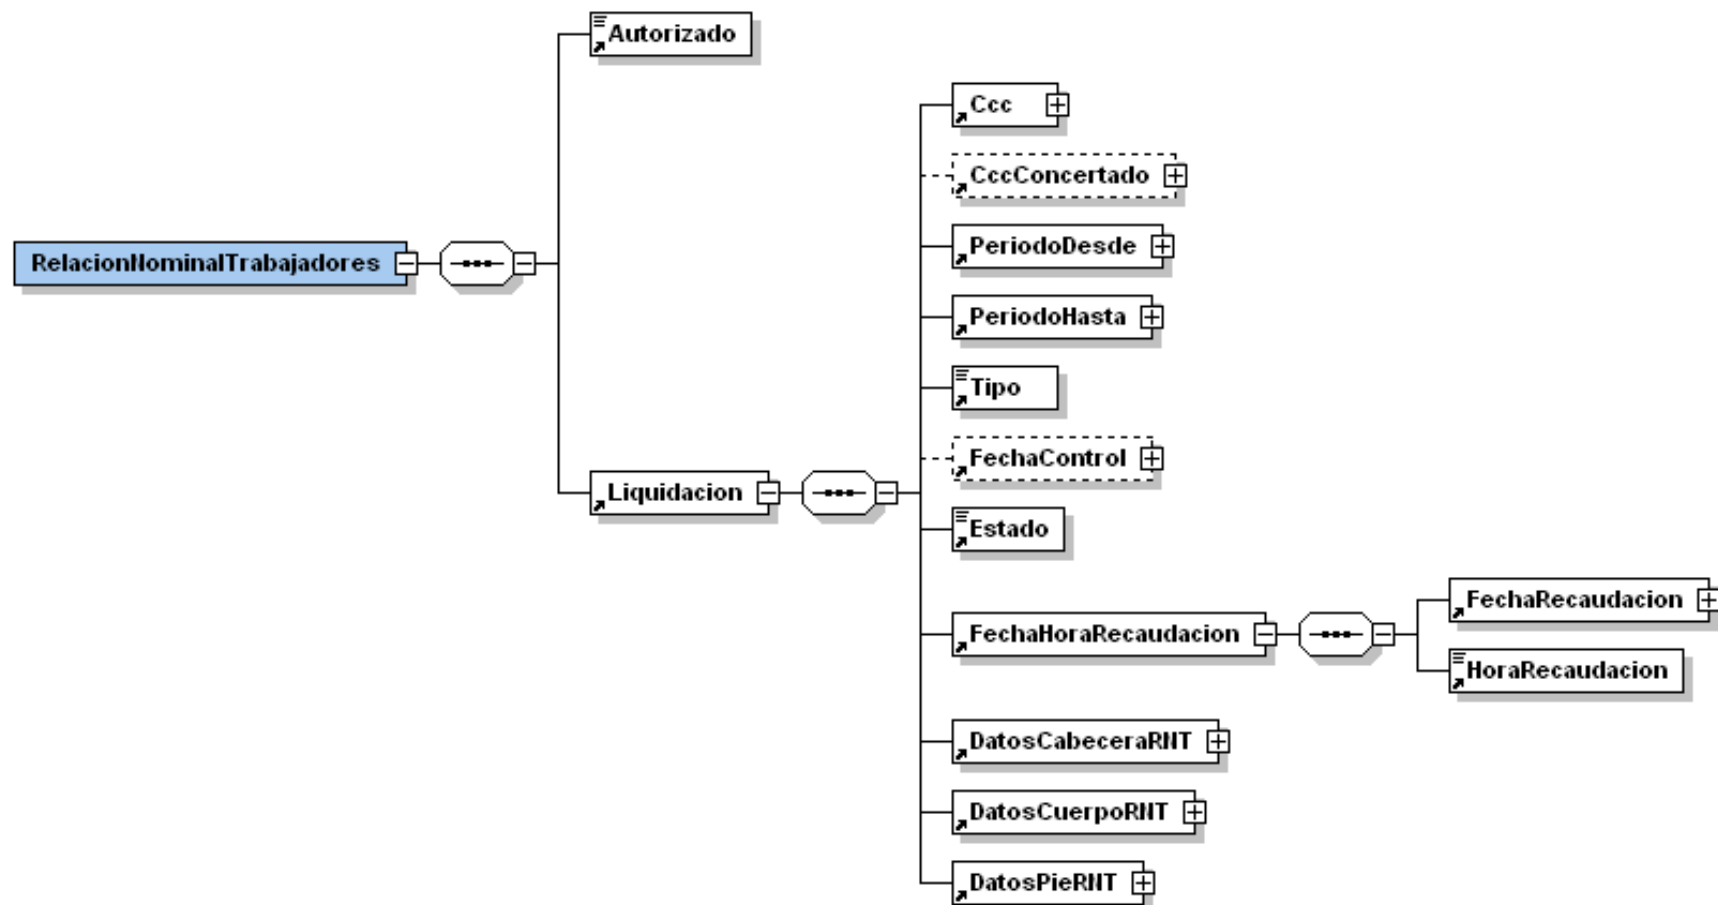 Autorizado
Ccc
CccConcertado
PeriodoDesde
RelacionNominalTrabajadores
PeriodoHasta
Tipo
FechaControl
Liquidacion
Estado
FechaRecaudacion
FechaHoraRecaudacion
HoraRecaudacion
DatosCabeceraRNT
DatosCuerpoRNT
DatosPieRNT